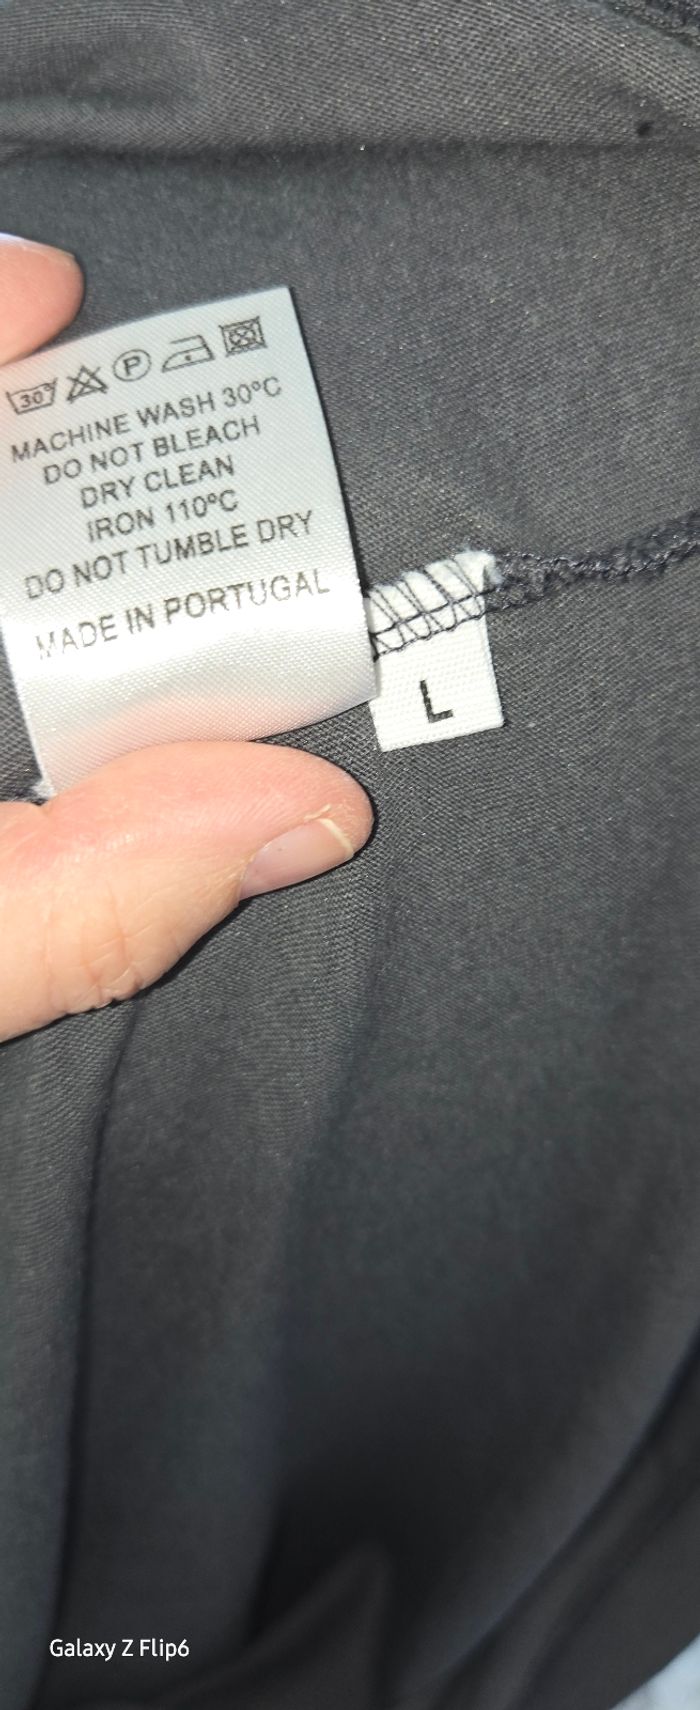 30°
P
MACHINE WASH 30°C
DO NOT BLEACH
DRY CLEAN
IRON 110°C
DO NOT TUMBLE DRY
MADE IN PORTUGAL
L
Galaxy Z Flip6